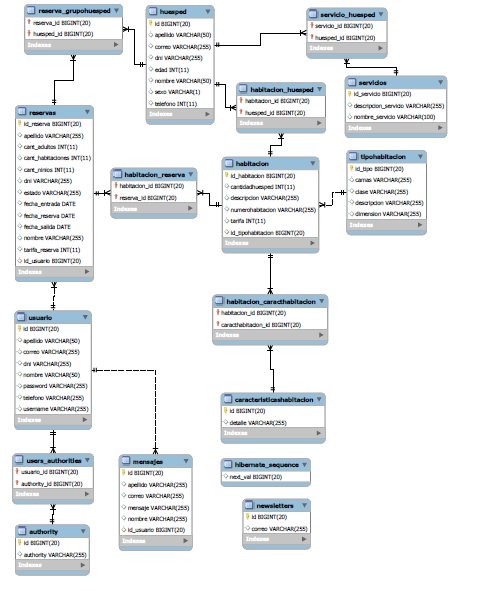 reserva_grupohuesped
reserva_id BIGINT(20)
huesped_id BIGINT(20)
Indexes
huesped
id BIGINT(20)
apellido VARCHAR(50)
correo VARCHAR(255)
dni VARCHAR(255)
edad INT(11)
nombre VARCHAR(50)
sexo VARCHAR(1)
telefono INT(11)
Indexes
servicio_huesped
servicio_id BIGINT(20)
huesped_id BIGINT(20)
Indexes
servicios
id_servicio BIGINT(20)
descripcion_servicio VARCHAR(255)
nombre_servicio VARCHAR(100)
Indexes
habitacion_huesped
habitacion_id BIGINT(20)
huesped_id BIGINT(20)
Indexes
reservas
id_reserva BIGINT(20)
apellido VARCHAR(255)
cant_adultos INT(11)
cant_habitaciones INT(11)
cant_ninios INT(11)
dni VARCHAR(255)
estado VARCHAR(255)
fecha_entrada DATE
fecha_reserva DATE
fecha_salida DATE
nombre VARCHAR(255)
tarifa_reserva INT(11)
id_usuario BIGINT(20)
Indexes
habitacion_reserva
habitacion_id BIGINT(20)
reserva_id BIGINT(20)
Indexes
habitacion
id_habitacion BIGINT(20)
cantidadhuesped INT(11)
descripcion VARCHAR(255)
numerohabitacion VARCHAR(255)
tarifa INT(11)
id_tipohabitacion BIGINT(20)
Indexes
tipohabitacion
id_tipo BIGINT(20)
camas VARCHAR(255)
clase VARCHAR(255)
descripcion VARCHAR(255)
dimension VARCHAR(255)
Indexes
habitacion_caracthabitacion
habitacion_id BIGINT(20)
caracthabitacion_id BIGINT(20)
Indexes
usuario
id BIGINT(20)
apellido VARCHAR(50)
correo VARCHAR(255)
dni VARCHAR(255)
nombre VARCHAR(50)
password VARCHAR(255)
telefono VARCHAR(255)
username VARCHAR(255)
Indexes
caracteristicashabitacion
id BIGINT(20)
detalle VARCHAR(255)
Indexes
users_authorities
usuario_id BIGINT(20)
authority_id BIGINT(20)
Indexes
mensajes
id BIGINT(20)
apellido VARCHAR(255)
correo VARCHAR(255)
mensaje VARCHAR(255)
nombre VARCHAR(255)
id_usuario BIGINT(20)
Indexes
hibernate_sequence
next_val BIGINT(20)
newsletters
id BIGINT(20)
correo VARCHAR(255)
Indexes
authority
id BIGINT(20)
authority VARCHAR(255)
Indexes